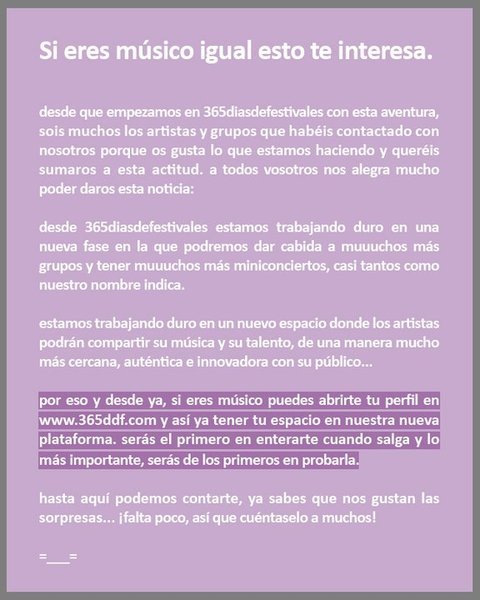 Si eres músico igual esto te interesa.
desde que empezamos en 365diasdefestivales con esta aventura,
sois muchos los artistas y grupos que habéis contactado con
nosotros porque os gusta lo que estamos haciendo y queréis
sumaros a esta actitud. a todos vosotros nos alegra mucho
poder daros esta noticia:
desde 365diasdefestivales estamos trabajando duro en una
nueva fase en la que podremos dar cabida a muuuchos más
grupos y tener muuuchos más miniconciertos, casi tantos como
nuestro nombre indica.
estamos trabajando duro en un nuevo espacio donde los artistas
podrán compartir su música y su talento, de una manera mucho
más cercana, auténtica e innovadora con su público...
por eso y desde ya, si eres músico puedes abrirte tu perfil en
www.365ddf.com y así ya tener tu espacio en nuestra nueva
plataforma. serás el primero en enterarte cuando salga y lo
más importante, serás de los primeros en probarla.
hasta aquí podemos contarte, ya sabes que nos gustan las
sorpresas... ¡falta poco, así que cuéntaselo a muchos!
=___=